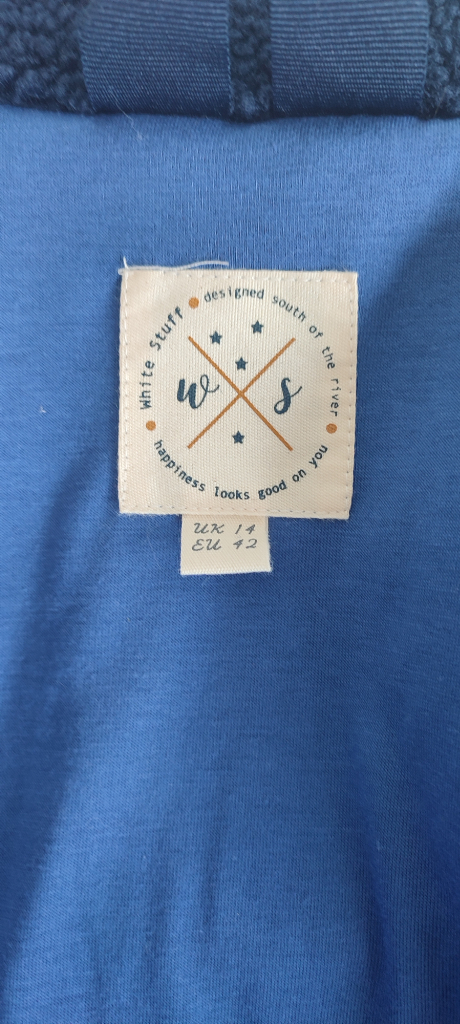 White Stuff
designed south of the river
happiness looks good on you
w s
UK 14
EU 42